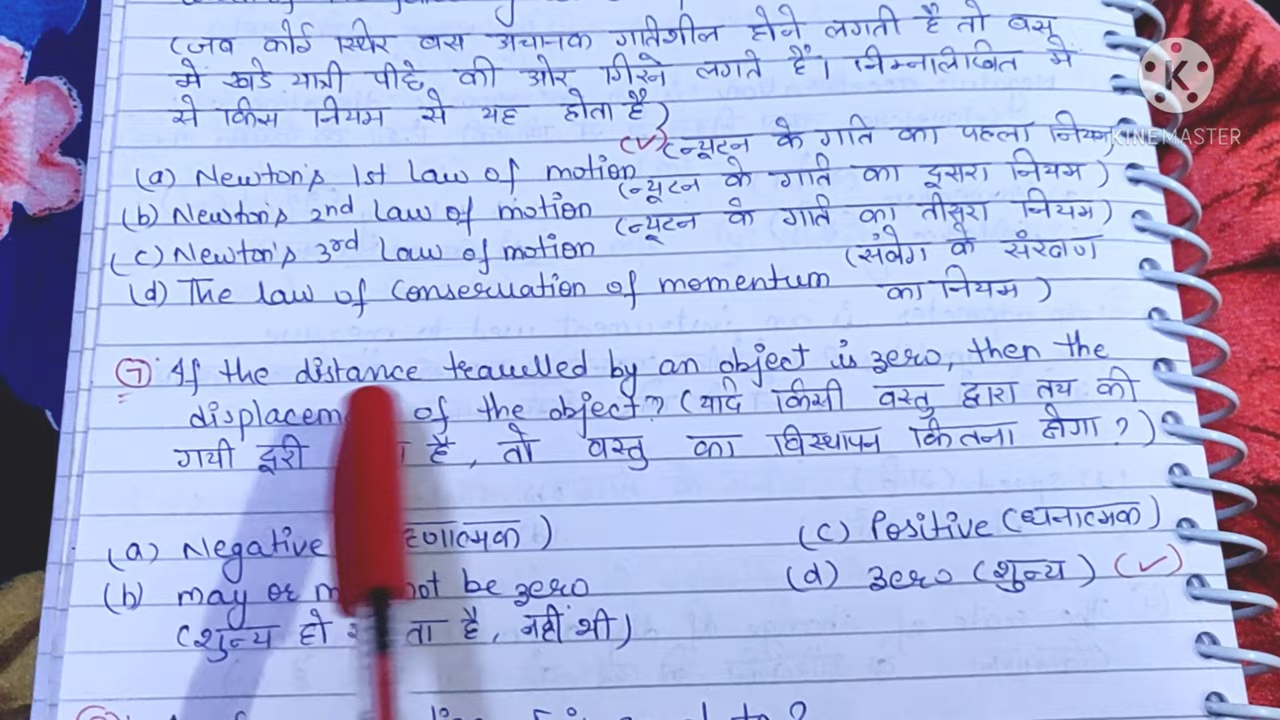 (जब कोई स्थिर बस अचानक गतिशील होने लगती है तो बस
में खडे यात्री पीछे की ओर गिरने लगते हैं। निम्नलिखित में
से किस नियम से यह होता है)
(a) Newton's 1st law of motion (✓) (न्यूटन के गति का पहला नियम)
(b) Newton's 2nd law of motion (न्यूटन के गति का दूसरा नियम)
(c) Newton's 3rd law of motion (न्यूटन के गति का तीसरा नियम)
(d) The law of conservation of momentum (संवेग के संरक्षण
का नियम)
KINEMASTER
⑦ If the distance travelled by an object is zero, then the
of the object? (यदि किसी वस्तु द्वारा तय की
गयी दूरी है, तो वस्तु का विस्थापन कितना होगा?)
(a) Negative (c) Positive (धनात्मक)
(b) may or not be zero (d) zero (शुन्य) (✓)
(शुन्य हो है, नहीं भी)